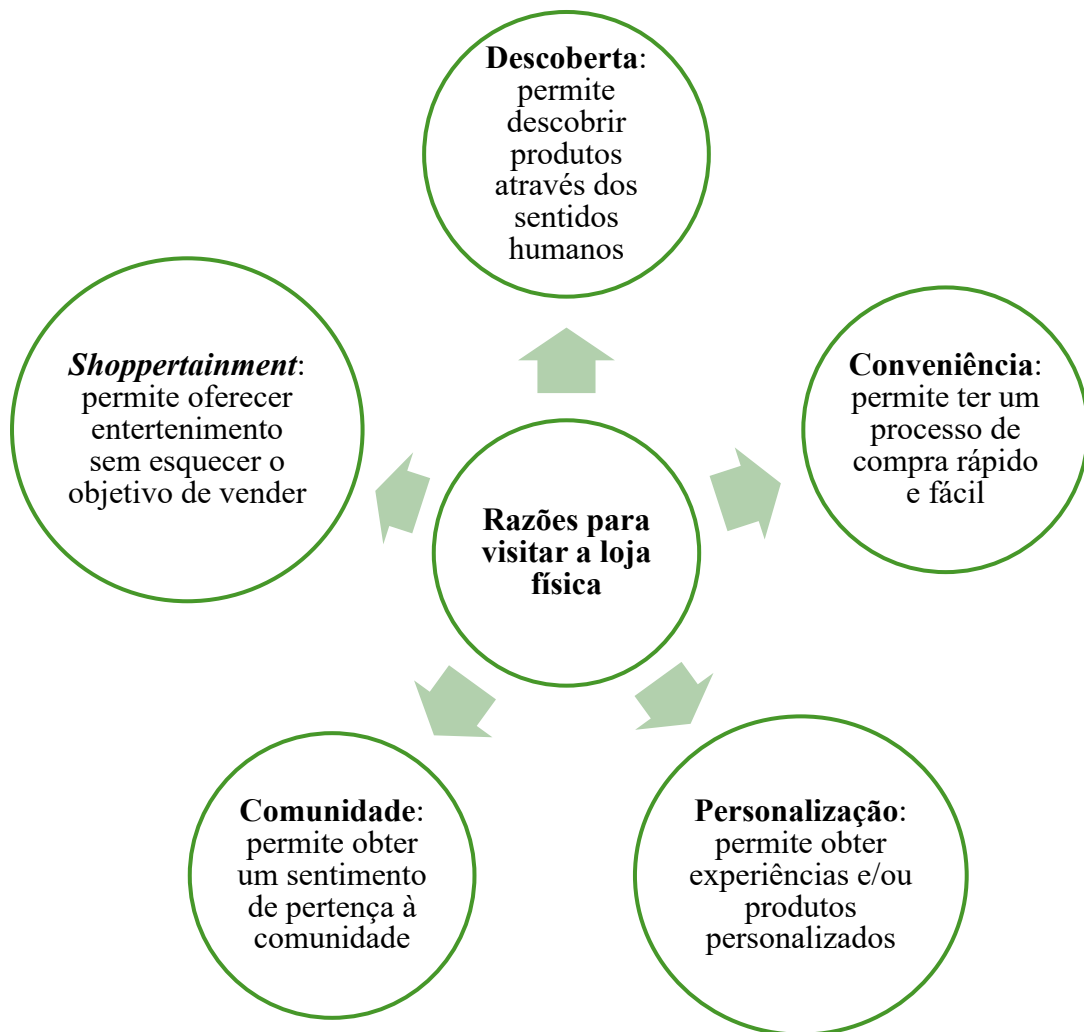 Descoberta:
permite
descobrir
produtos
através dos
sentidos
humanos
Shoppertainment:
permite oferecer
entertenimento
sem esquecer o
objetivo de vender
Conveniência:
permite ter um
processo de
compra rápido
e fácil
Razões para
visitar a loja
física
Comunidade:
permite obter
um sentimento
de pertença à
comunidade
Personalização:
permite obter
experiências e/ou
produtos
personalizados